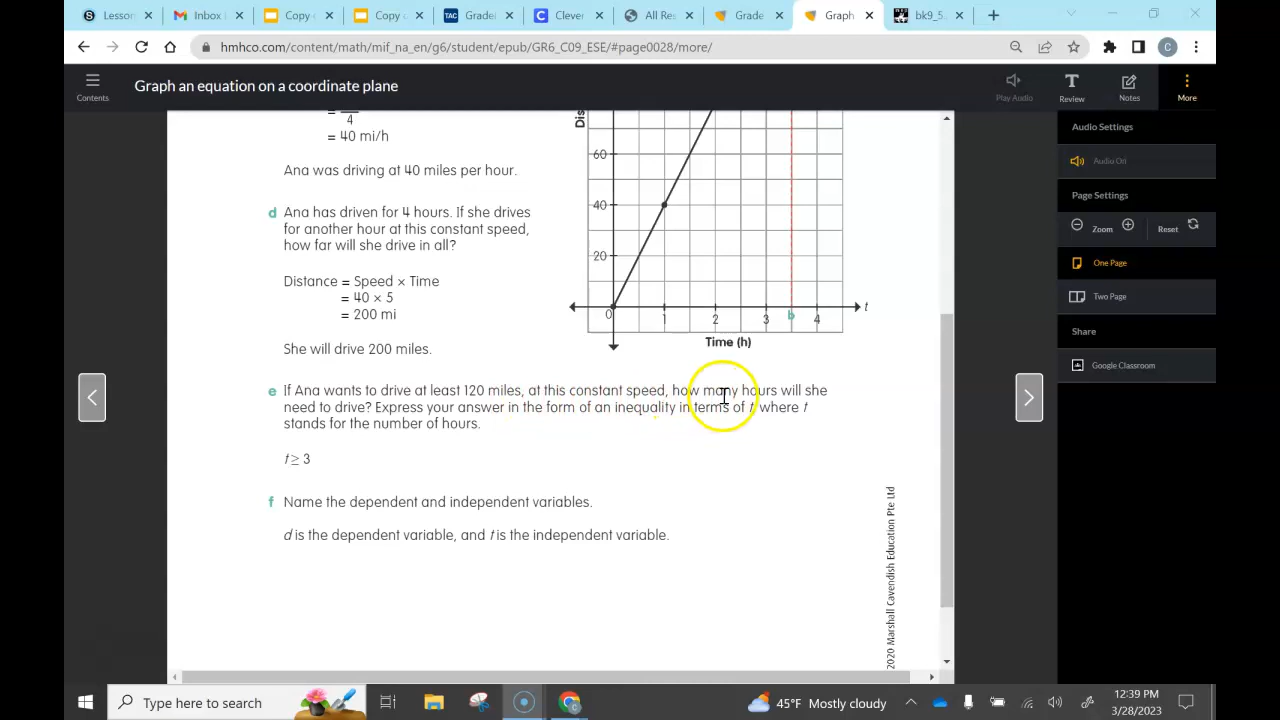 Lesson
Inbox (
Copy
Copy
Grade
Clever
All Re
Grade
Graph
bk9_5
hmhco.com/content/math/mif_na_en/g6/student/epub/GR6_C09_ESE/#page0028/more/
C
Contents
Graph an equation on a coordinate plane
Play Audio
Review
Notes
More
Audio Settings
Audio On
Page Settings
Zoom
Reset
One Page
Two Page
Share
Google Classroom
4
= 40 mi/h
Ana was driving at 40 miles per hour.
d Ana has driven for 4 hours. If she drives
for another hour at this constant speed,
how far will she drive in all?
Distance = Speed × Time
= 40 × 5
= 200 mi
She will drive 200 miles.
Dis
60
40
20
0 1 2 3 b 4 t
Time (h)
e If Ana wants to drive at least 120 miles, at this constant speed, how many hours will she
need to drive? Express your answer in the form of an inequality in terms of t, where t
stands for the number of hours.
t ≥ 3
f Name the dependent and independent variables.
d is the dependent variable, and t is the independent variable.
2020 Marshall Cavendish Education Pte Ltd
Type here to search
45°F Mostly cloudy
12:39 PM
3/28/2023